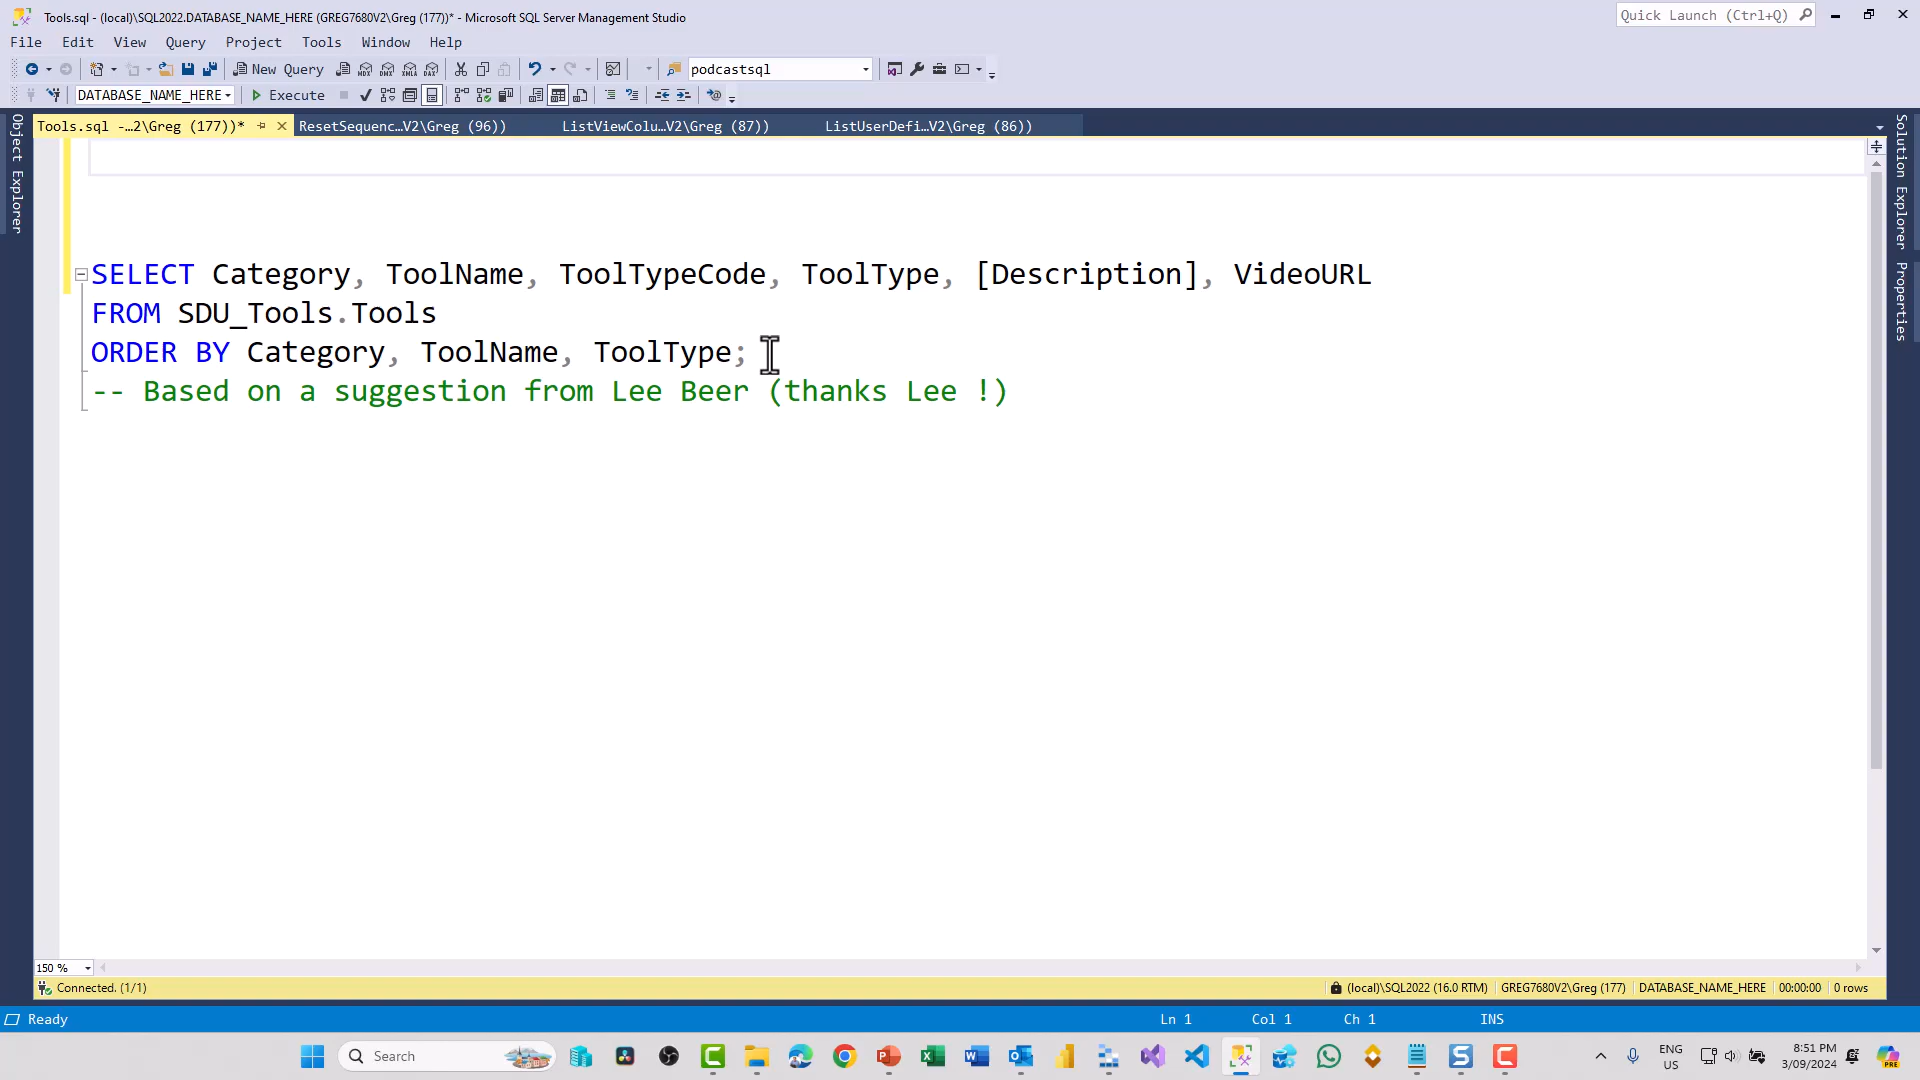 Tools.sql - (local)\SQL2022.DATABASE_NAME_HERE (GREG7680V2\Greg (177))* - Microsoft SQL Server Management Studio
Quick Launch (Ctrl+Q)
File Edit View Query Project Tools Window Help
New Query MDX DMX XMLA DAX podcastsql
DATABASE_NAME_HERE Execute
Tools.sql -...2\Greg (177))* ResetSequenc...V2\Greg (96)) ListViewColu...V2\Greg (87)) ListUserDefi...V2\Greg (86))
Object Explorer
Solution Explorer
Properties
SELECT Category, ToolName, ToolTypeCode, ToolType, [Description], VideoURL
FROM SDU_Tools.Tools
ORDER BY Category, ToolName, ToolType;
-- Based on a suggestion from Lee Beer (thanks Lee !)
150 %
Connected. (1/1) (local)\SQL2022 (16.0 RTM) GREG7680V2\Greg (177) DATABASE_NAME_HERE 00:00:00 0 rows
Ready Ln 1 Col 1 Ch 1 INS
Search
ENG
US
8:51 PM
3/09/2024
PRE